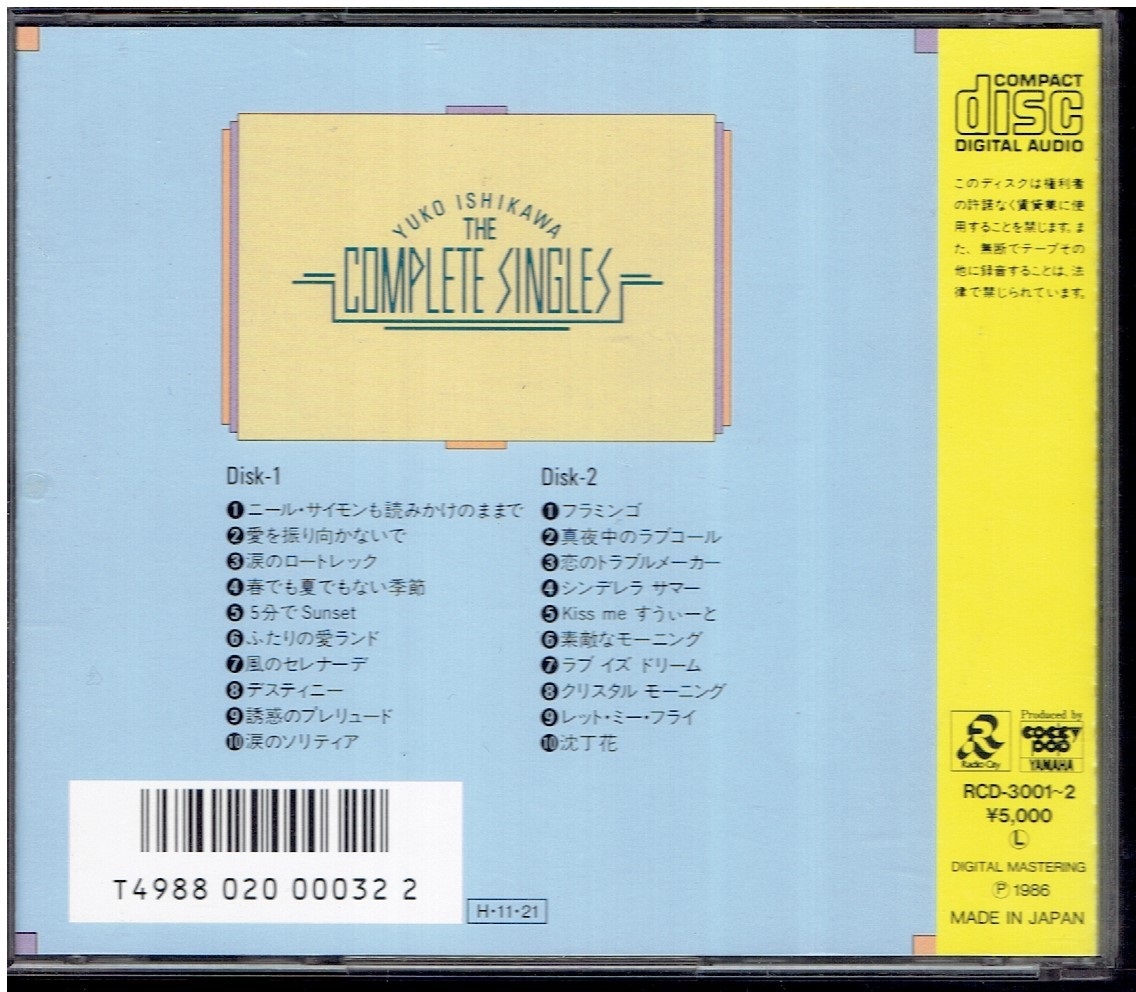 YUKO ISHIKAWA
THE
COMPLETE SINGLES
Disk-1
❶ニール・サイモンも読みかけのままで
❷愛を振り向かないで
❸涙のロートレック
❹春でも夏でもない季節
❺5分でSunset
❻ふたりの愛ランド
❼風のセレナーデ
❽デスティニー
❾誘惑のプレリュード
❿涙のソリティア
Disk-2
❶フラミンゴ
❷真夜中のラブコール
❸恋のトラブルメーカー
❹シンデレラ サマー
❺Kiss me すうぃーと
❻素敵なモーニング
❼ラブ イズ ドリーム
❽クリスタル モーニング
❾レット・ミー・フライ
❿沈丁花
T4988 020 00032 2
H・11・21
COMPACT
disc
DIGITAL AUDIO
このディスクは権利者
の許諾なく賃貸業に使
用することを禁じます。ま
た、無断でテープその
他に録音することは、法
律で禁じられています。
R
Radio City
Produced by
cocky
pop
YAMAHA
RCD-3001~2
¥5,000
Ⓛ
DIGITAL MASTERING
Ⓟ 1986
MADE IN JAPAN